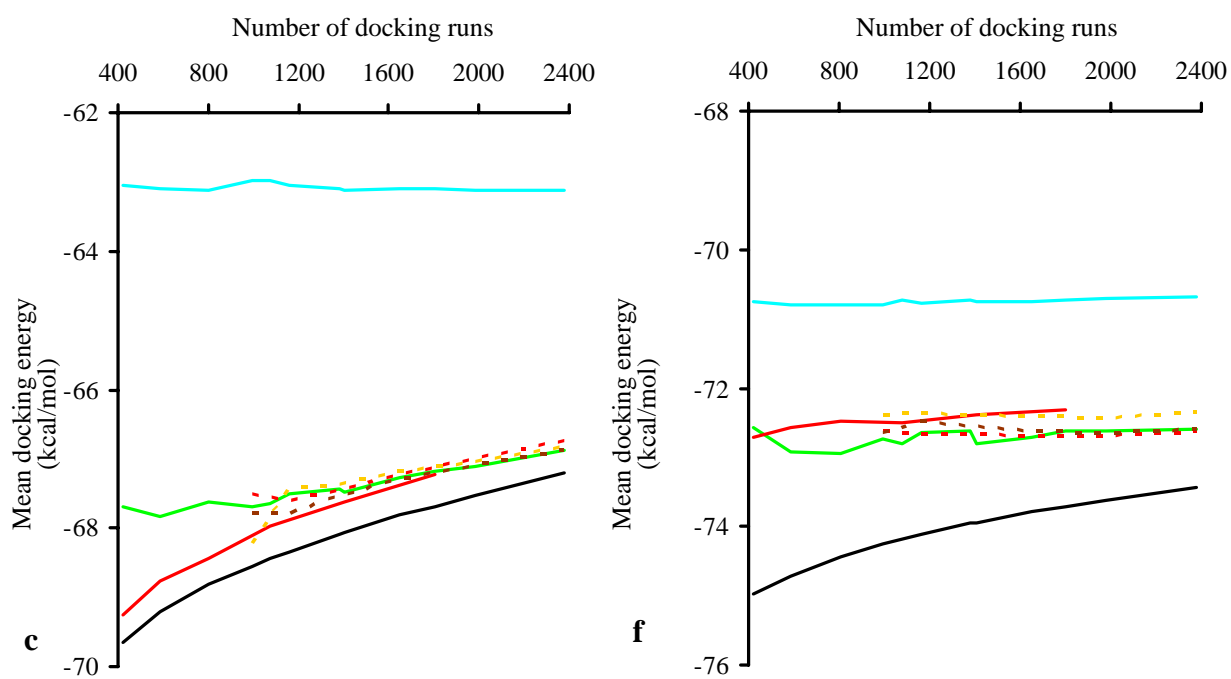 Number of docking runs
400 800 1200 1600 2000 2400
-62
-64
-66
-68
-70
Mean docking energy
(kcal/mol)
c
Number of docking runs
400 800 1200 1600 2000 2400
-68
-70
-72
-74
-76
Mean docking energy
(kcal/mol)
f